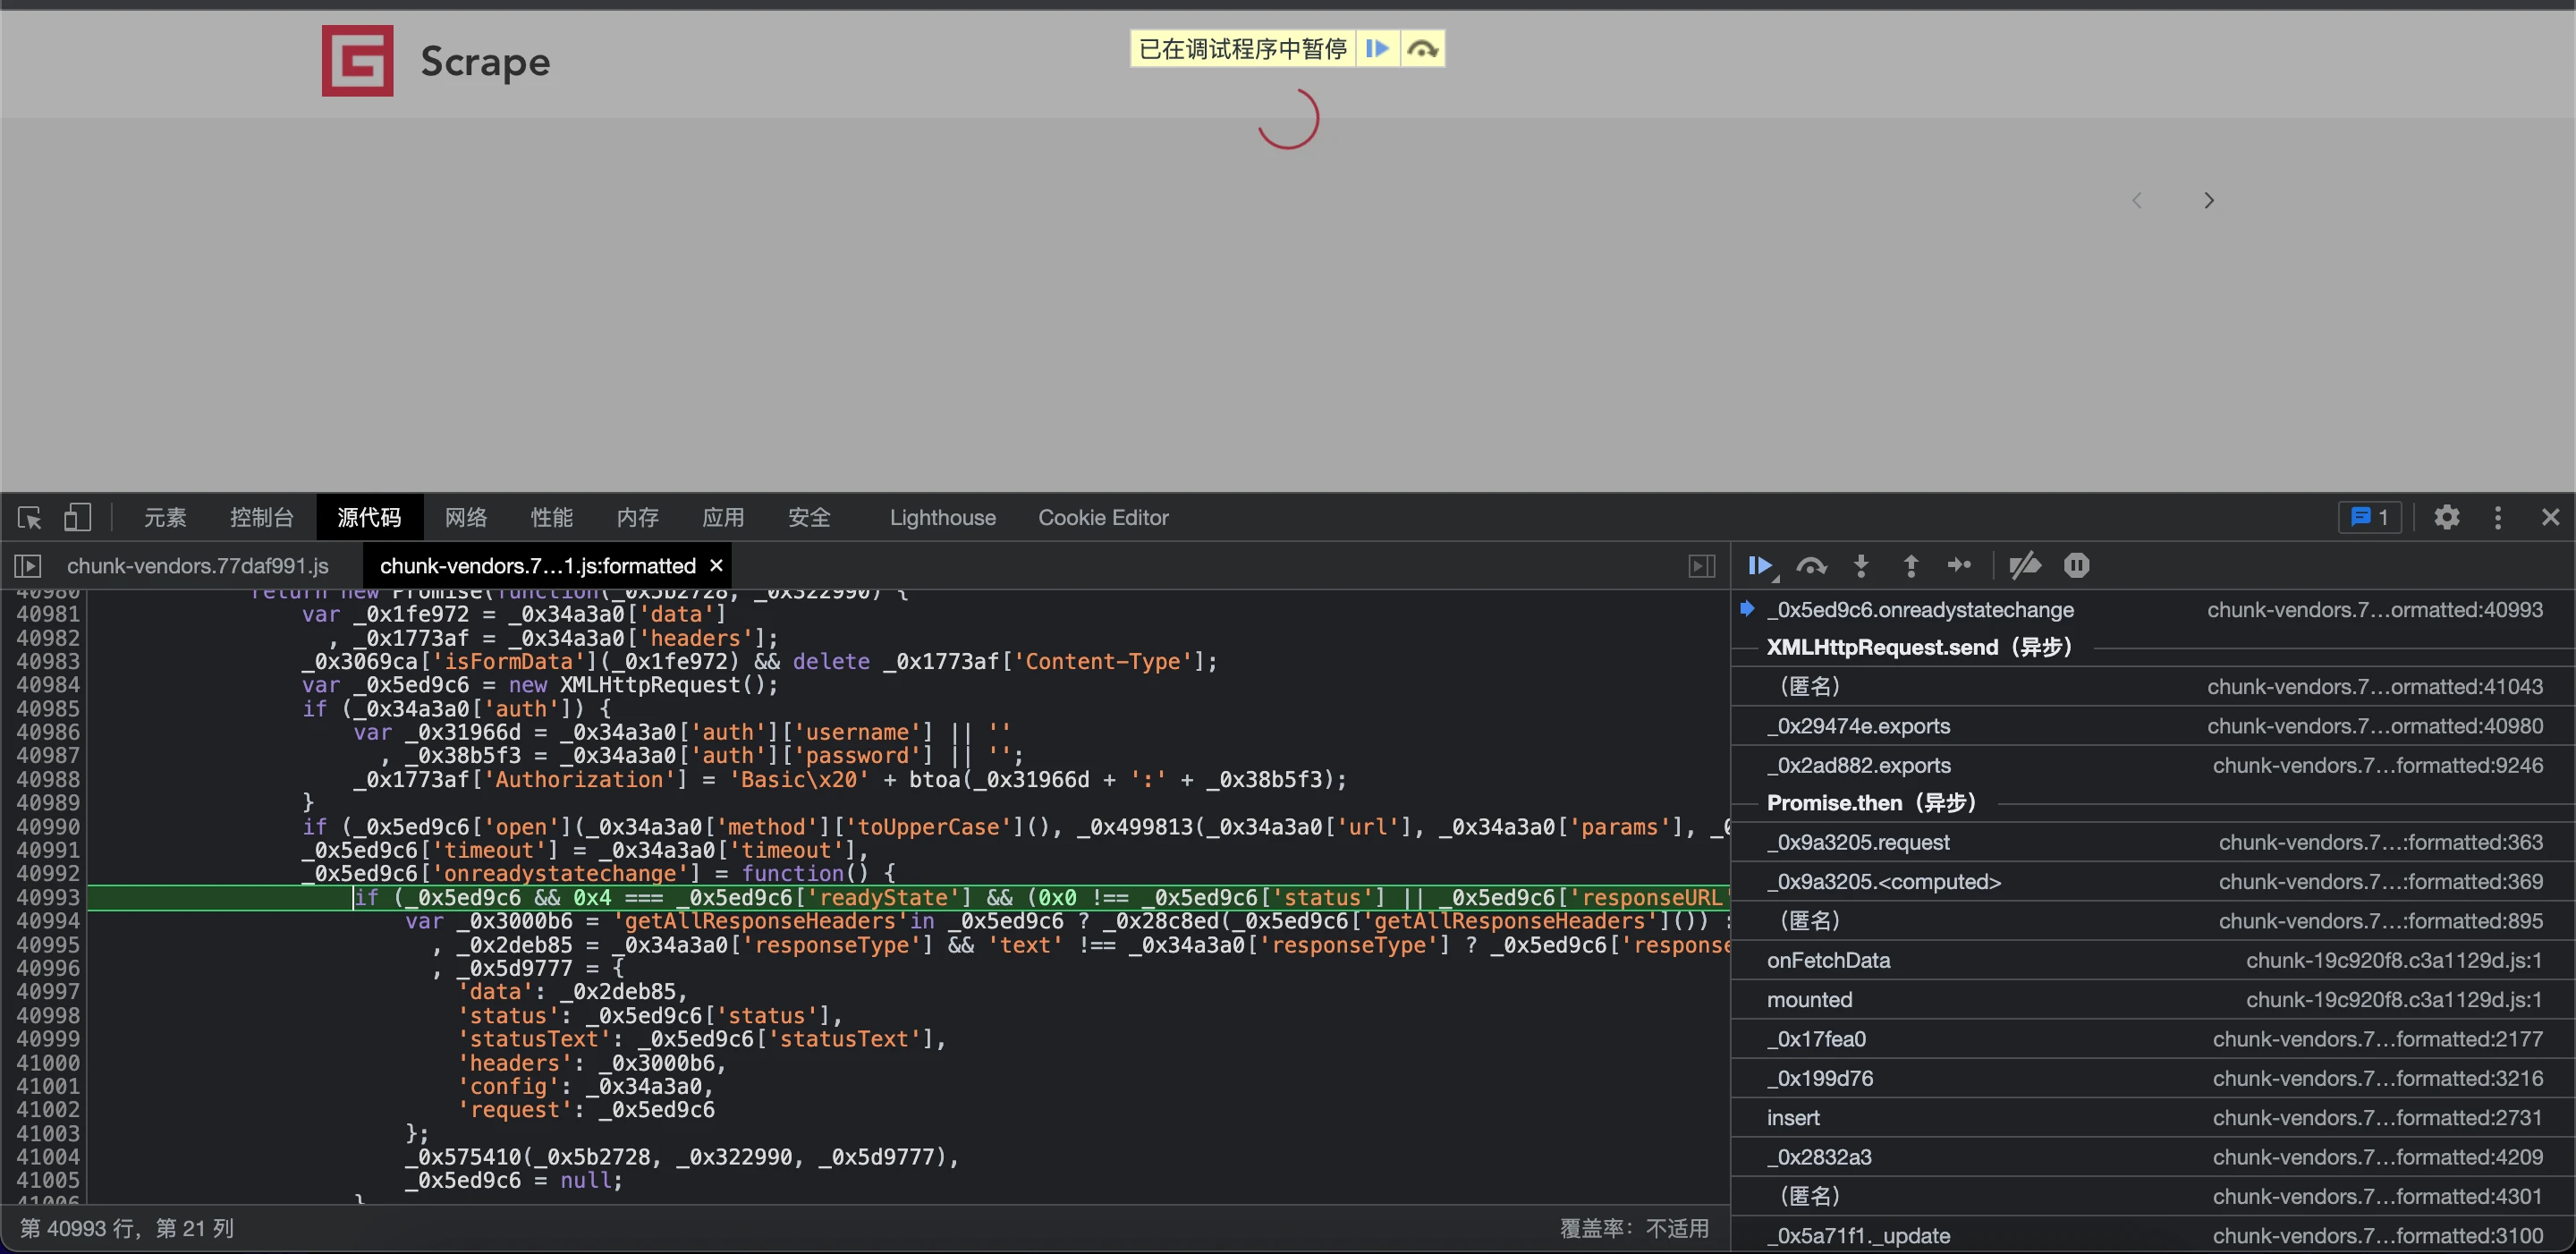 Scrape
已在调试程序中暂停
元素 控制台 源代码 网络 性能 内存 应用 安全 Lighthouse Cookie Editor 1
chunk-vendors.77daf991.js chunk-vendors.7…1.js:formatted ×
40980 return new Promise(function(_0x5b2728, _0x322990) {
40981 var _0x1fe972 = _0x34a3a0['data']
40982 , _0x1773af = _0x34a3a0['headers'];
40983 _0x3069ca['isFormData'](_0x1fe972) && delete _0x1773af['Content-Type'];
40984 var _0x5ed9c6 = new XMLHttpRequest();
40985 if (_0x34a3a0['auth']) {
40986 var _0x31966d = _0x34a3a0['auth']['username'] || ''
40987 , _0x38b5f3 = _0x34a3a0['auth']['password'] || '';
40988 _0x1773af['Authorization'] = 'Basic\x20' + btoa(_0x31966d + ':' + _0x38b5f3);
40989 }
40990 if (_0x5ed9c6['open'](_0x34a3a0['method']['toUpperCase'](), _0x499813(_0x34a3a0['url'], _0x34a3a0['params'], _0
40991 _0x5ed9c6['timeout'] = _0x34a3a0['timeout'],
40992 _0x5ed9c6['onreadystatechange'] = function() {
40993 if (_0x5ed9c6 && 0x4 === _0x5ed9c6['readyState'] && (0x0 !== _0x5ed9c6['status'] || _0x5ed9c6['responseURL'
40994 var _0x3000b6 = 'getAllResponseHeaders'in _0x5ed9c6 ? _0x28c8ed(_0x5ed9c6['getAllResponseHeaders']()) :
40995 , _0x2deb85 = _0x34a3a0['responseType'] && 'text' !== _0x34a3a0['responseType'] ? _0x5ed9c6['response
40996 , _0x5d9777 = {
40997 'data': _0x2deb85,
40998 'status': _0x5ed9c6['status'],
40999 'statusText': _0x5ed9c6['statusText'],
41000 'headers': _0x3000b6,
41001 'config': _0x34a3a0,
41002 'request': _0x5ed9c6
41003 };
41004 _0x575410(_0x5b2728, _0x322990, _0x5d9777),
41005 _0x5ed9c6 = null;
41006 }
第 40993 行，第 21 列 覆盖率：不适用
_0x5ed9c6.onreadystatechange chunk-vendors.7…ormatted:40993
XMLHttpRequest.send（异步）
（匿名） chunk-vendors.7…ormatted:41043
_0x29474e.exports chunk-vendors.7…ormatted:40980
_0x2ad882.exports chunk-vendors.7…formatted:9246
Promise.then（异步）
_0x9a3205.request chunk-vendors.7…:formatted:363
_0x9a3205.<computed> chunk-vendors.7…:formatted:369
（匿名） chunk-vendors.7…:formatted:895
onFetchData chunk-19c920f8.c3a1129d.js:1
mounted chunk-19c920f8.c3a1129d.js:1
_0x17fea0 chunk-vendors.7…formatted:2177
_0x199d76 chunk-vendors.7…formatted:3216
insert chunk-vendors.7…formatted:2731
_0x2832a3 chunk-vendors.7…formatted:4209
（匿名） chunk-vendors.7…formatted:4301
_0x5a71f1._update chunk-vendors.7…formatted:3100